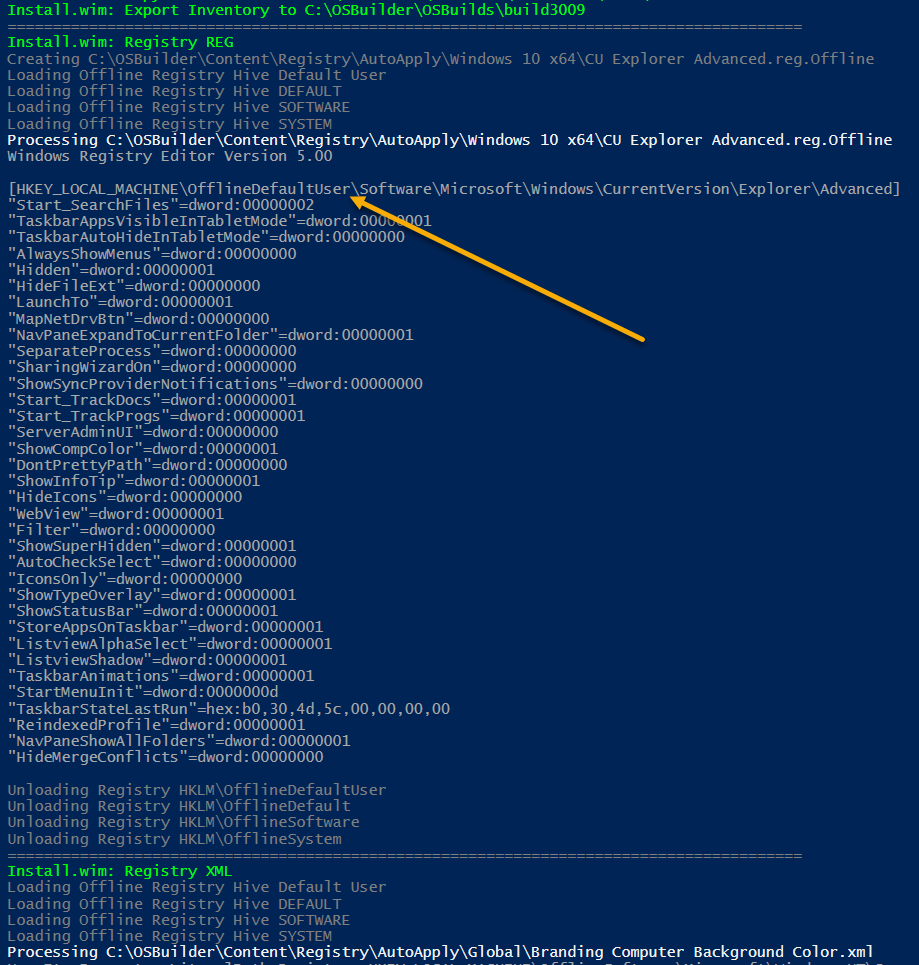 Install.wim: Export Inventory to C:\OSBuilder\OSBuilds\build3009
========================================================================================
Install.wim: Registry REG
Creating C:\OSBuilder\Content\Registry\AutoApply\Windows 10 x64\CU Explorer Advanced.reg.Offline
Loading Offline Registry Hive Default User
Loading Offline Registry Hive DEFAULT
Loading Offline Registry Hive SOFTWARE
Loading Offline Registry Hive SYSTEM
Processing C:\OSBuilder\Content\Registry\AutoApply\Windows 10 x64\CU Explorer Advanced.reg.Offline
Windows Registry Editor Version 5.00
[HKEY_LOCAL_MACHINE\OfflineDefaultUser\Software\Microsoft\Windows\CurrentVersion\Explorer\Advanced]
"Start_SearchFiles"=dword:00000002
"TaskbarAppsVisibleInTabletMode"=dword:00000001
"TaskbarAutoHideInTabletMode"=dword:00000000
"AlwaysShowMenus"=dword:00000000
"Hidden"=dword:00000001
"HideFileExt"=dword:00000000
"LaunchTo"=dword:00000001
"MapNetDrvBtn"=dword:00000000
"NavPaneExpandToCurrentFolder"=dword:00000001
"SeparateProcess"=dword:00000000
"SharingWizardOn"=dword:00000000
"ShowSyncProviderNotifications"=dword:00000000
"Start_TrackDocs"=dword:00000001
"Start_TrackProgs"=dword:00000001
"ServerAdminUI"=dword:00000000
"ShowCompColor"=dword:00000001
"DontPrettyPath"=dword:00000000
"ShowInfoTip"=dword:00000001
"HideIcons"=dword:00000000
"WebView"=dword:00000001
"Filter"=dword:00000000
"ShowSuperHidden"=dword:00000001
"AutoCheckSelect"=dword:00000000
"IconsOnly"=dword:00000000
"ShowTypeOverlay"=dword:00000001
"ShowStatusBar"=dword:00000001
"StoreAppsOnTaskbar"=dword:00000001
"ListviewAlphaSelect"=dword:00000001
"ListviewShadow"=dword:00000001
"TaskbarAnimations"=dword:00000001
"StartMenuInit"=dword:0000000d
"TaskbarStateLastRun"=hex:b0,30,4d,5c,00,00,00,00
"ReindexedProfile"=dword:00000001
"NavPaneShowAllFolders"=dword:00000001
"HideMergeConflicts"=dword:00000000
Unloading Registry HKLM\OfflineDefaultUser
Unloading Registry HKLM\OfflineDefault
Unloading Registry HKLM\OfflineSoftware
Unloading Registry HKLM\OfflineSystem
========================================================================================
Install.wim: Registry XML
Loading Offline Registry Hive Default User
Loading Offline Registry Hive DEFAULT
Loading Offline Registry Hive SOFTWARE
Loading Offline Registry Hive SYSTEM
Processing C:\OSBuilder\Content\Registry\AutoApply\Global\Branding Computer Background Color.xml